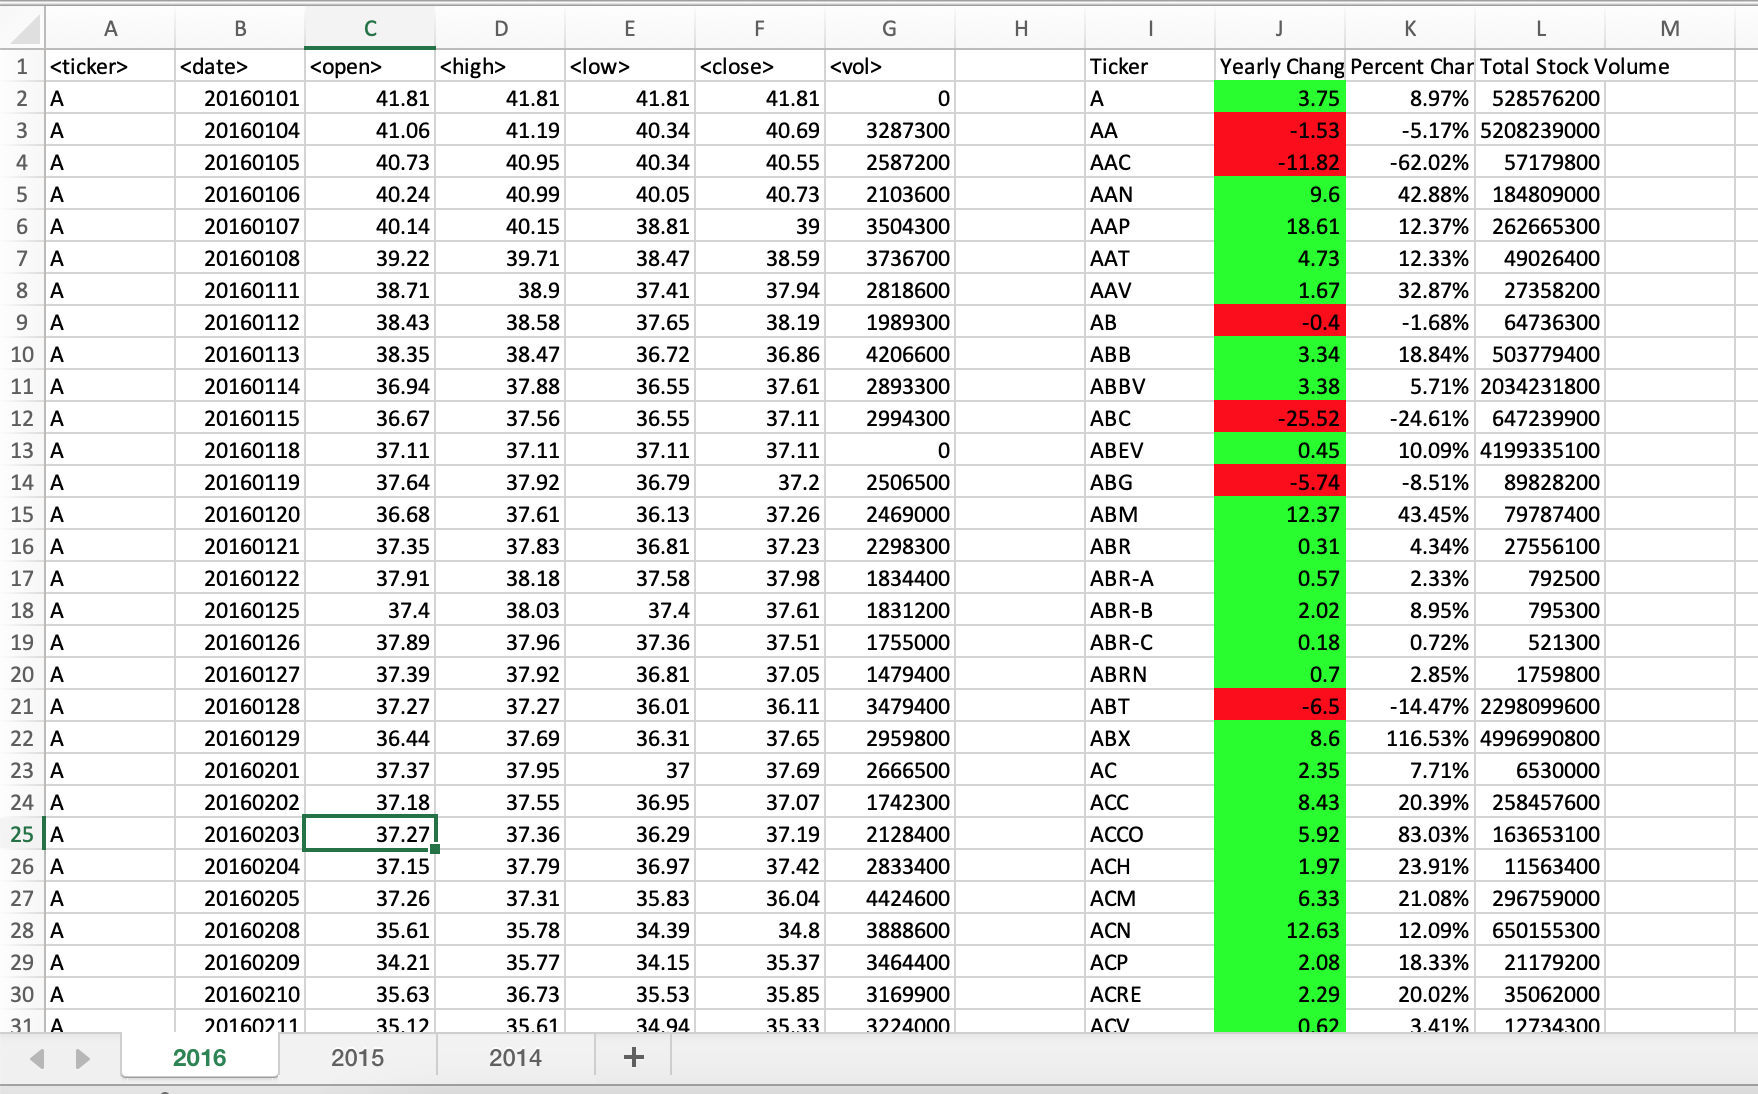 A B C D E F G H I J K L M
1 <ticker> <date> <open> <high> <low> <close> <vol> Ticker Yearly Chang Percent Char Total Stock Volume
2 A 20160101 41.81 41.81 41.81 41.81 0 A 3.75 8.97% 528576200
3 A 20160104 41.06 41.19 40.34 40.69 3287300 AA -1.53 -5.17% 5208239000
4 A 20160105 40.73 40.95 40.34 40.55 2587200 AAC -11.82 -62.02% 57179800
5 A 20160106 40.24 40.99 40.05 40.73 2103600 AAN 9.6 42.88% 184809000
6 A 20160107 40.14 40.15 38.81 39 3504300 AAP 18.61 12.37% 262665300
7 A 20160108 39.22 39.71 38.47 38.59 3736700 AAT 4.73 12.33% 49026400
8 A 20160111 38.71 38.9 37.41 37.94 2818600 AAV 1.67 32.87% 27358200
9 A 20160112 38.43 38.58 37.65 38.19 1989300 AB -0.4 -1.68% 64736300
10 A 20160113 38.35 38.47 36.72 36.86 4206600 ABB 3.34 18.84% 503779400
11 A 20160114 36.94 37.88 36.55 37.61 2893300 ABBV 3.38 5.71% 2034231800
12 A 20160115 36.67 37.56 36.55 37.11 2994300 ABC -25.52 -24.61% 647239900
13 A 20160118 37.11 37.11 37.11 37.11 0 ABEV 0.45 10.09% 4199335100
14 A 20160119 37.64 37.92 36.79 37.2 2506500 ABG -5.74 -8.51% 89828200
15 A 20160120 36.68 37.61 36.13 37.26 2469000 ABM 12.37 43.45% 79787400
16 A 20160121 37.35 37.83 36.81 37.23 2298300 ABR 0.31 4.34% 27556100
17 A 20160122 37.91 38.18 37.58 37.98 1834400 ABR-A 0.57 2.33% 792500
18 A 20160125 37.4 38.03 37.4 37.61 1831200 ABR-B 2.02 8.95% 795300
19 A 20160126 37.89 37.96 37.36 37.51 1755000 ABR-C 0.18 0.72% 521300
20 A 20160127 37.39 37.92 36.81 37.05 1479400 ABRN 0.7 2.85% 1759800
21 A 20160128 37.27 37.27 36.01 36.11 3479400 ABT -6.5 -14.47% 2298099600
22 A 20160129 36.44 37.69 36.31 37.65 2959800 ABX 8.6 116.53% 4996990800
23 A 20160201 37.37 37.95 37 37.69 2666500 AC 2.35 7.71% 6530000
24 A 20160202 37.18 37.55 36.95 37.07 1742300 ACC 8.43 20.39% 258457600
25 A 20160203 37.27 37.36 36.29 37.19 2128400 ACCO 5.92 83.03% 163653100
26 A 20160204 37.15 37.79 36.97 37.42 2833400 ACH 1.97 23.91% 11563400
27 A 20160205 37.26 37.31 35.83 36.04 4424600 ACM 6.33 21.08% 296759000
28 A 20160208 35.61 35.78 34.39 34.8 3888600 ACN 12.63 12.09% 650155300
29 A 20160209 34.21 35.77 34.15 35.37 3464400 ACP 2.08 18.33% 21179200
30 A 20160210 35.63 36.73 35.53 35.85 3169900 ACRE 2.29 20.02% 35062000
31 A 20160211 35.12 35.61 34.94 35.33 3224000 ACV 0.62 3.41% 12734300
2016 2015 2014 +